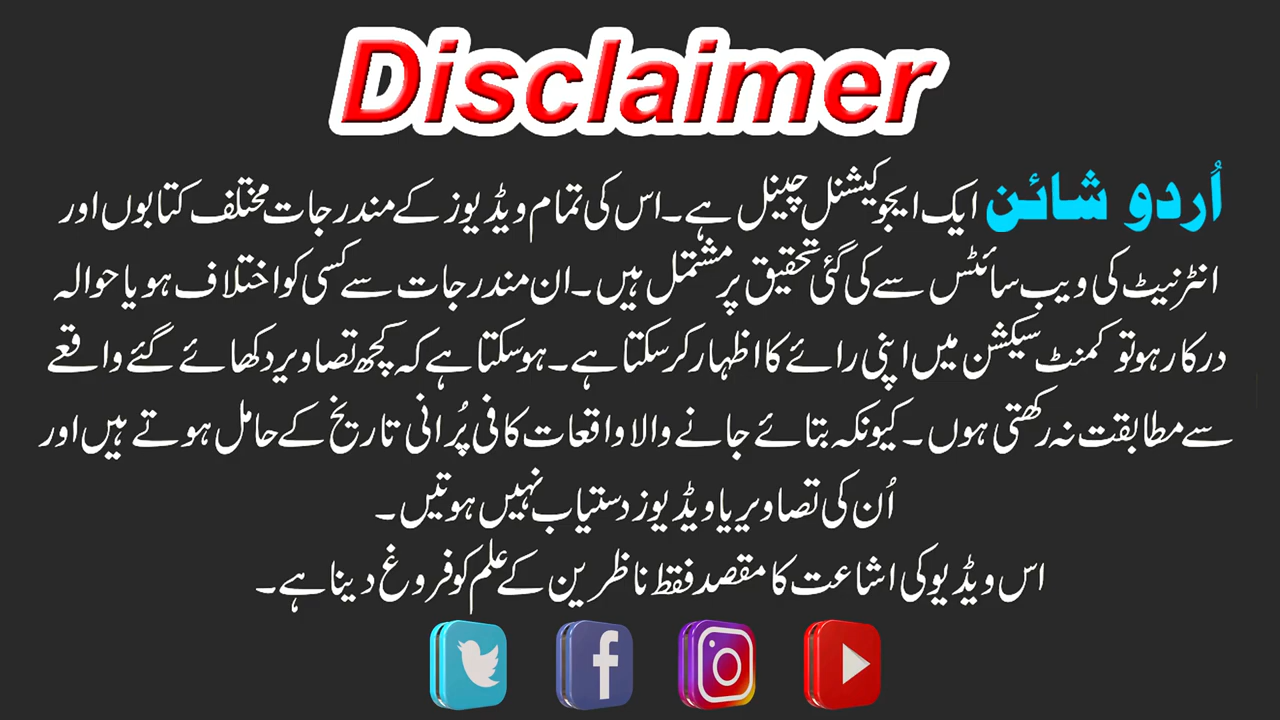 Disclaimer
اُردو شائن ایک ایجوکیشنل چینل ہے۔ اس کی تمام ویڈیوز کے مندرجات مختلف کتابوں اور
انٹرنیٹ کی ویب سائٹس سے کی گئی تحقیق پر مشتمل ہیں۔ ان مندرجات سے کسی کو اختلاف ہو یا حوالہ
درکار ہو تو کمنٹ سیکشن میں اپنی رائے کا اظہار کر سکتا ہے۔ ہو سکتا ہے کہ کچھ تصاویر دکھائے گئے واقعے
سے مطابقت نہ رکھتی ہوں۔ کیونکہ بتائے جانے والا واقعات کافی پُرانی تاریخ کے حامل ہوتے ہیں اور
اُن کی تصاویر یا ویڈیوز دستیاب نہیں ہوتیں۔
اس ویڈیو کی اشاعت کا مقصد فقط ناظرین کے علم کو فروغ دینا ہے۔